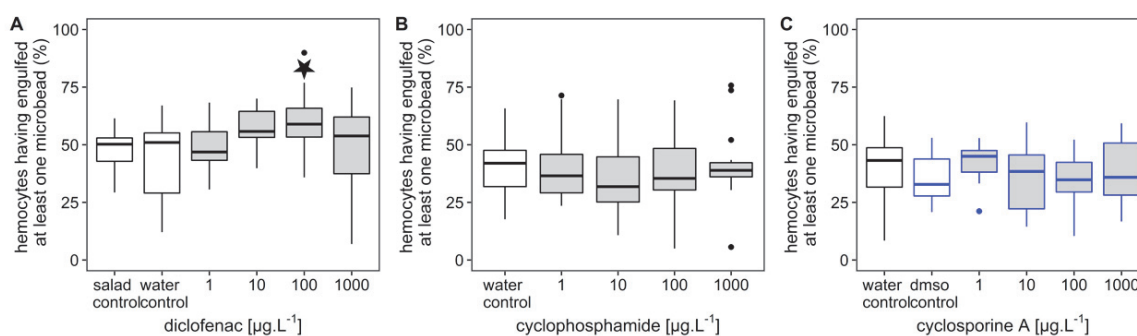 A
hemocytes having engulfed
at least one microbead (%)
100
75
50
25
0
salad water 1 10 100 1000
control control
diclofenac [µg.L⁻¹]
B
hemocytes having engulfed
at least one microbead (%)
100
75
50
25
0
water 1 10 100 1000
control
cyclophosphamide [µg.L⁻¹]
C
hemocytes having engulfed
at least one microbead (%)
100
75
50
25
0
water dmso 1 10 100 1000
control control
cyclosporine A [µg.L⁻¹]